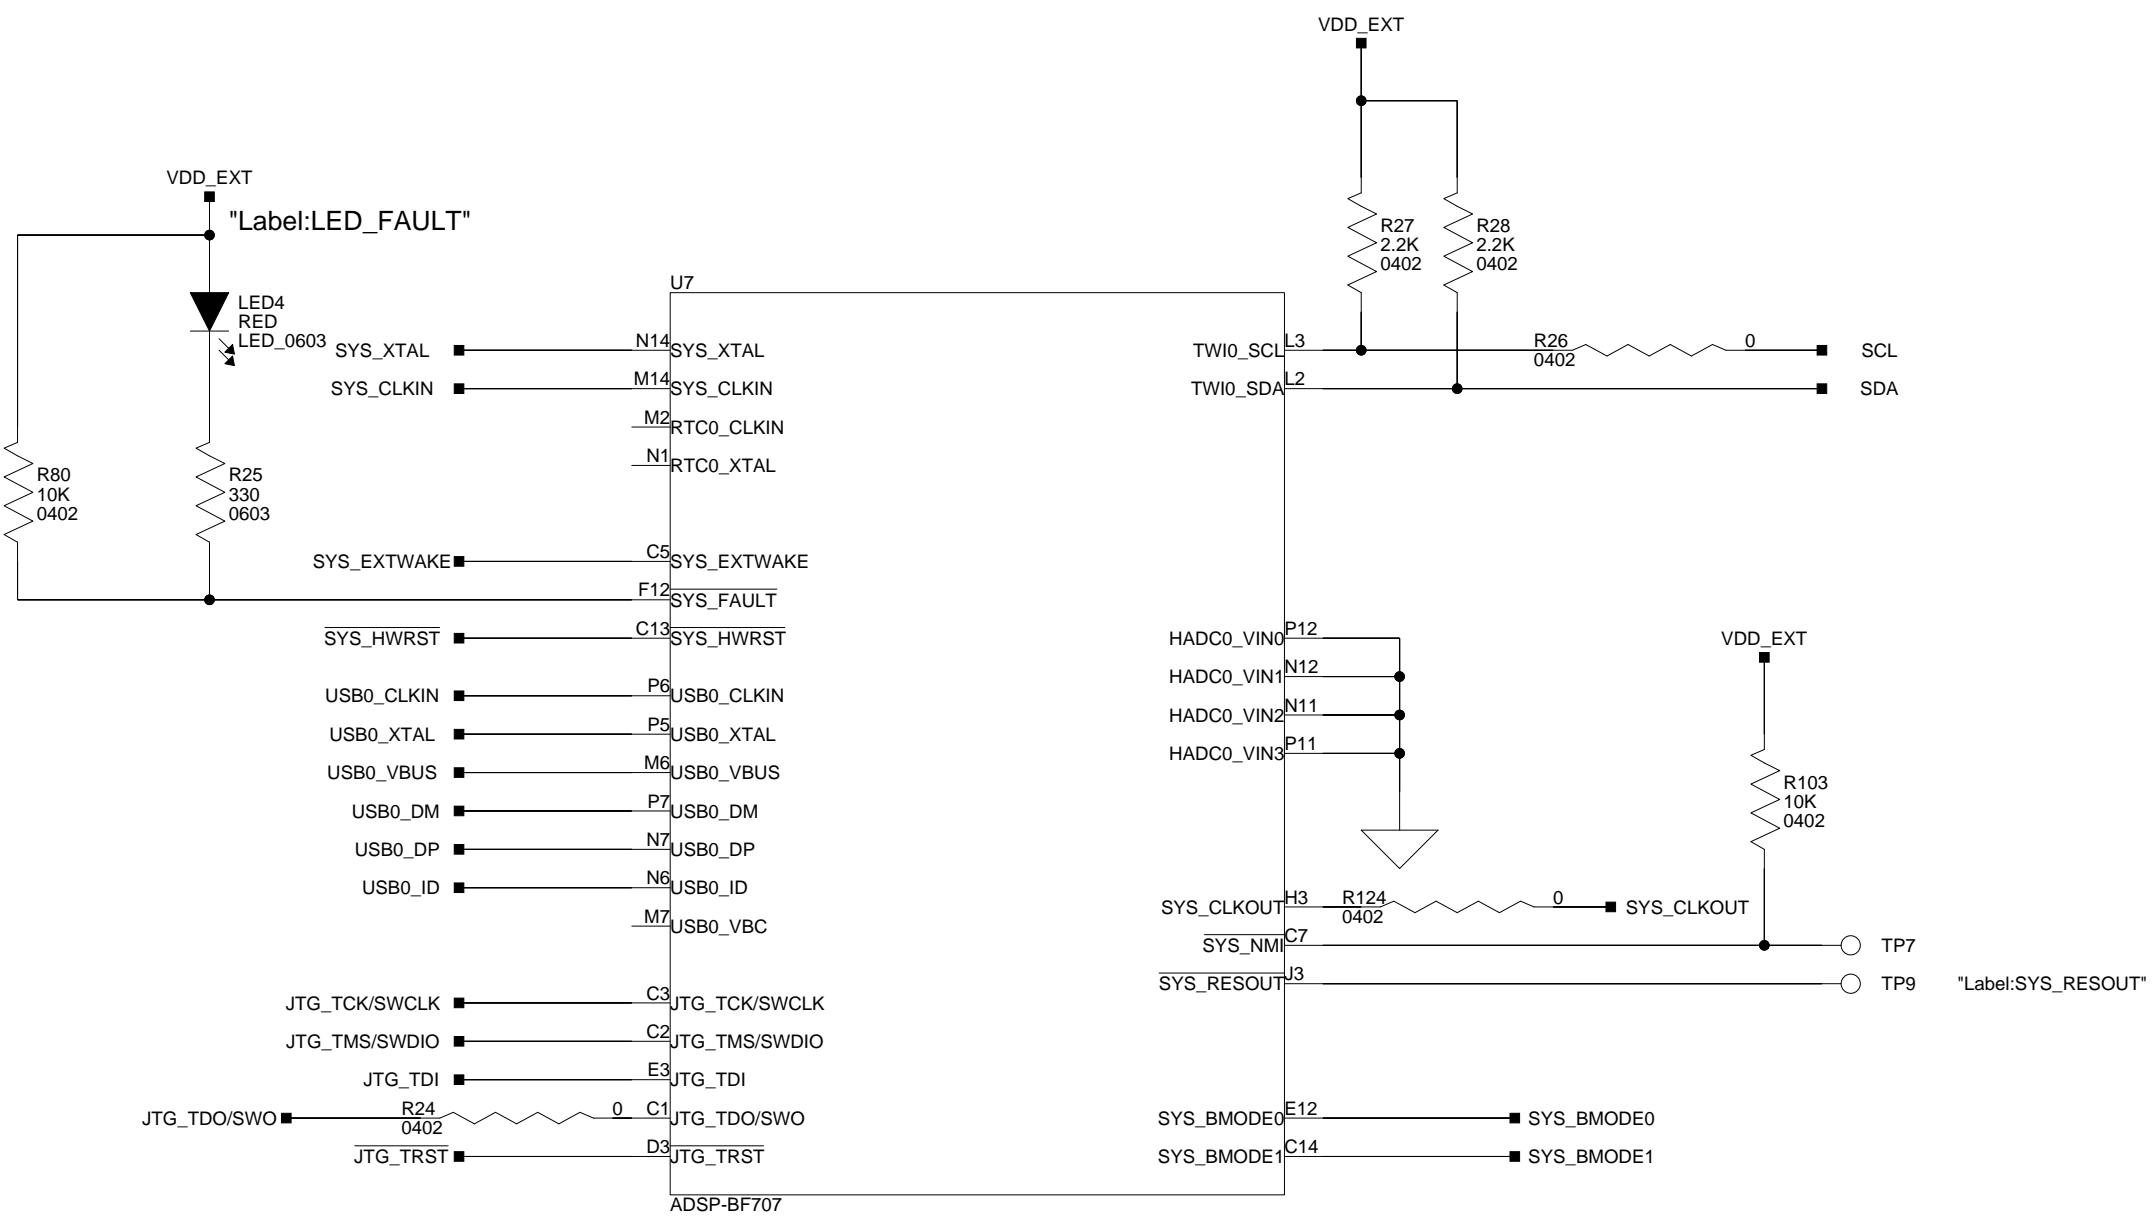 VDD_EXT
VDD_EXT
"Label:LED_FAULT"
R27
2.2K
0402
R28
2.2K
0402
U7
LED4
RED
LED_0603
SYS_XTAL N14 SYS_XTAL
TWI0_SCL L3 R26 0 SCL
0402
SYS_CLKIN M14 SYS_CLKIN
TWI0_SDA L2 SDA
M2 RTC0_CLKIN
N1 RTC0_XTAL
R80
10K
0402
R25
330
0603
SYS_EXTWAKE C5 SYS_EXTWAKE
F12 SYS_FAULT
SYS_HWRST C13 SYS_HWRST
HADC0_VIN0 P12
VDD_EXT
HADC0_VIN1 N12
USB0_CLKIN P6 USB0_CLKIN
HADC0_VIN2 N11
USB0_XTAL P5 USB0_XTAL
HADC0_VIN3 P11
USB0_VBUS M6 USB0_VBUS
R103
10K
0402
USB0_DM P7 USB0_DM
USB0_DP N7 USB0_DP
USB0_ID N6 USB0_ID
SYS_CLKOUT H3 R124 0 SYS_CLKOUT
0402
M7 USB0_VBC
SYS_NMI C7 TP7
SYS_RESOUT J3 TP9 "Label:SYS_RESOUT"
JTG_TCK/SWCLK C3 JTG_TCK/SWCLK
JTG_TMS/SWDIO C2 JTG_TMS/SWDIO
JTG_TDI E3 JTG_TDI
JTG_TDO/SWO R24 0 C1 JTG_TDO/SWO
0402
SYS_BMODE0 E12 SYS_BMODE0
JTG_TRST D3 JTG_TRST
SYS_BMODE1 C14 SYS_BMODE1
ADSP-BF707